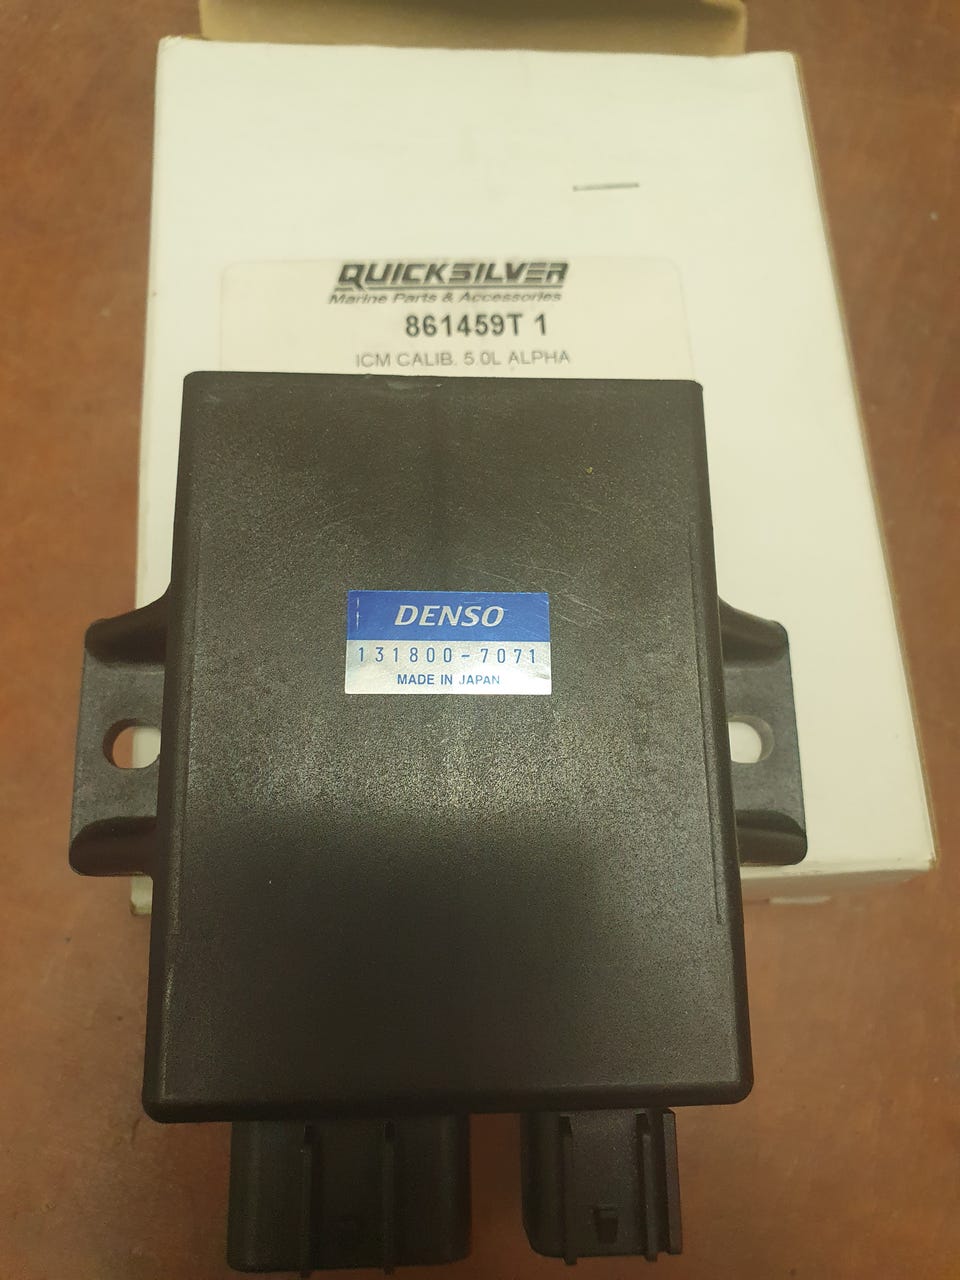 QUICKSILVER
Marine Parts & Accessories
861459T 1
ICM CALIB. 5.0L ALPHA
DENSO
131800-7071
MADE IN JAPAN